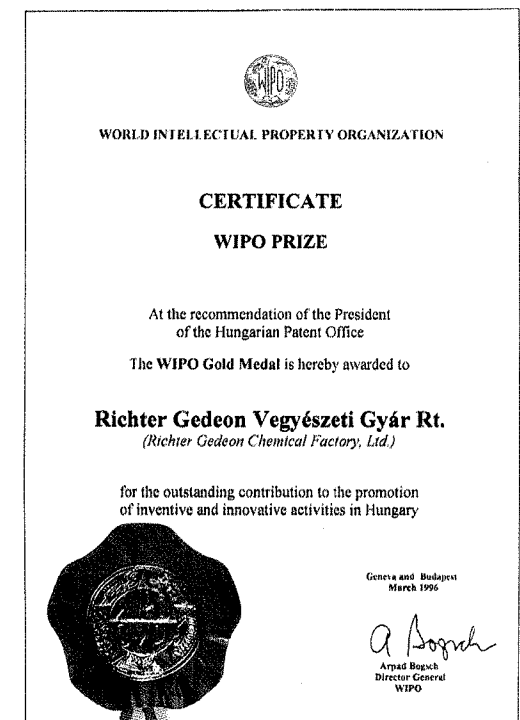 WIPO
WORLD INTELLECTUAL PROPERTY ORGANIZATION
CERTIFICATE
WIPO PRIZE
At the recommendation of the President
of the Hungarian Patent Office
The WIPO Gold Medal is hereby awarded to
Richter Gedeon Vegyészeti Gyár Rt.
(Richter Gedeon Chemical Factory, Ltd.)
for the outstanding contribution to the promotion
of inventive and innovative activities in Hungary
Geneva and Budapest
March 1996
A Bogsch
Arpad Bogsch
Director General
WIPO